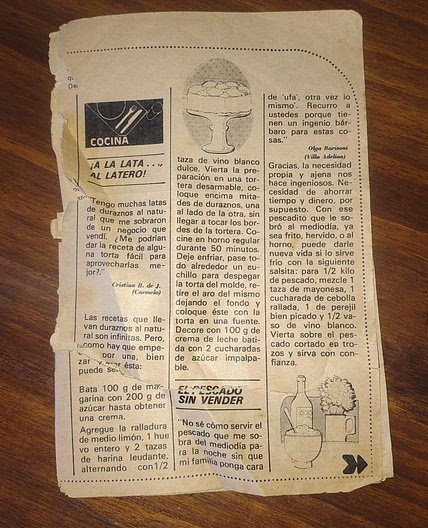 COCINA
¡A LA LATA...,
AL LATERO!
"Tengo muchas latas
de duraznos al natu-
ral que me sobraron
de un negocio que
vendí. ¿Me podrían
dar la receta de algu-
na torta fácil para
aprovecharlas me-
jor?"
Cristina B. de J.
(Carmelo)
Las recetas que lle-
van duraznos al natu-
ral son infinitas. Pero,
como hay que empe-
zar por una, bien
puede ser ésta:
Bata 100 g de mar-
garina con 200 g de
azúcar hasta obtener
una crema.
Agregue la ralladura
de medio limón, 1 hue
vo entero y 2 tazas
de harina leudante,
alternando con 1/2
taza de vino blanco
dulce. Vierta la pre-
paración en una tor-
tera desarmable, co-
loque encima mita-
des de duraznos, una
al lado de la otra, sin
llegar a tocar los bor-
des de la tortera. Co-
cine en horno regular
durante 50 minutos.
Deje enfriar, pase to-
do alrededor un cu-
chillo para despegar
la torta del molde, re-
tire el aro del mismo
dejando el fondo y
coloque éste con la
torta en una fuente.
Decore con 100 g de
crema de leche bati-
da con 2 cucharadas
de azúcar impalpa-
ble.
EL PESCADO
SIN VENDER
"No sé cómo servir el
pescado que me so-
bra del mediodía pa-
ra la noche sin que
mi familia ponga cara
de 'ufa', otra vez lo
mismo'. Recurro a
ustedes porque tie-
nen un ingenio bár-
baro para estas co-
sas."
Olga Barisoni
(Villa Adelina)
Gracias, la necesidad
propia y ajena nos
hace ingeniosos. Ne-
cesidad de ahorrar
tiempo y dinero, por
supuesto. Con ese
pescadito que le so-
bró al mediodía, ya
sea frito, hervido, o al
horno, puede darle
nueva vida si lo sirve
frío con la siguiente
salsita: para 1/2 kilo
de pescado, mezcle 1
taza de mayonesa, 1
cucharada de cebolla
rallada, 1 de perejil
bien picado y 1/2 va-
so de vino blanco.
Vierta sobre el pes-
cado cortado en tro-
zos y sirva con con-
fianza.